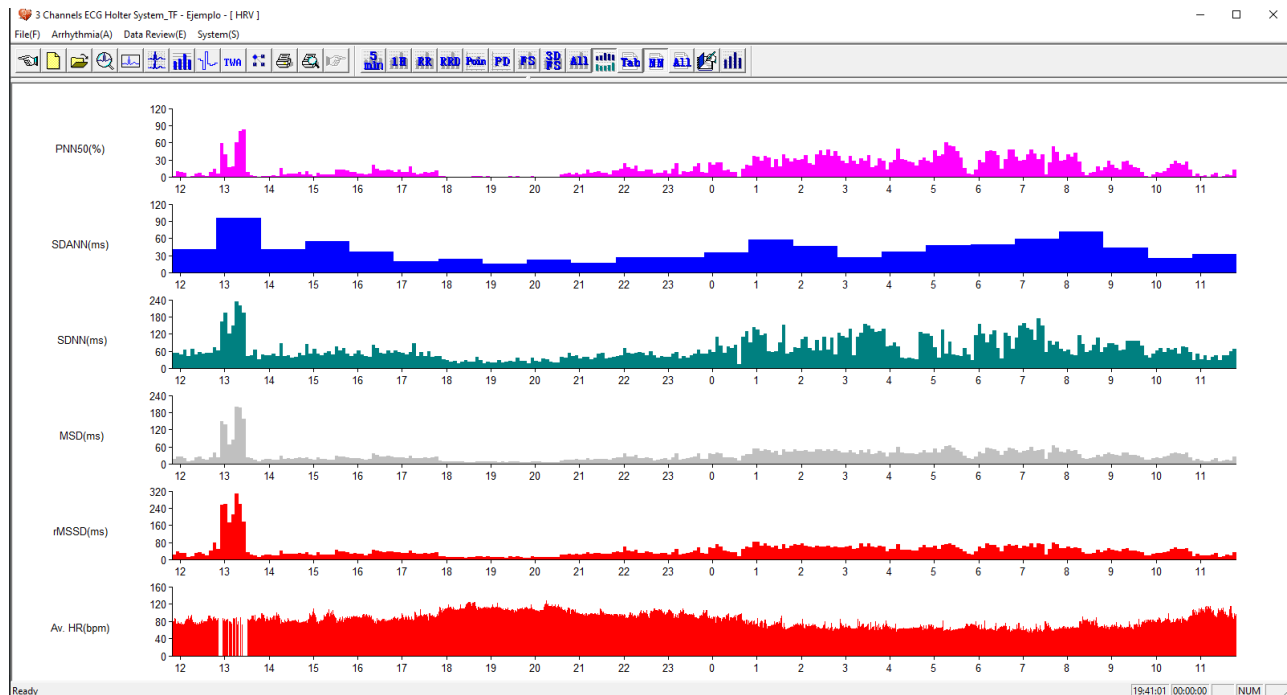 3 Channels ECG Holter System_TF - Ejemplo - [ HRV ]
File(F) Arrhythmia(A) Data Review(E) System(S)
TWA 5 min 1H RR RRD Poin PD FS 3D FS All Tab NN All
120
90
PNN50(%)
60
30
0
12 13 14 15 16 17 18 19 20 21 22 23 0 1 2 3 4 5 6 7 8 9 10 11
120
90
SDANN(ms)
60
30
0
12 13 14 15 16 17 18 19 20 21 22 23 0 1 2 3 4 5 6 7 8 9 10 11
240
180
SDNN(ms)
120
60
0
12 13 14 15 16 17 18 19 20 21 22 23 0 1 2 3 4 5 6 7 8 9 10 11
240
180
MSD(ms)
120
60
0
12 13 14 15 16 17 18 19 20 21 22 23 0 1 2 3 4 5 6 7 8 9 10 11
320
240
rMSSD(ms)
160
80
0
12 13 14 15 16 17 18 19 20 21 22 23 0 1 2 3 4 5 6 7 8 9 10 11
160
120
Av. HR(bpm)
80
40
0
12 13 14 15 16 17 18 19 20 21 22 23 0 1 2 3 4 5 6 7 8 9 10 11
Ready 19:41:01 00:00:00 NUM